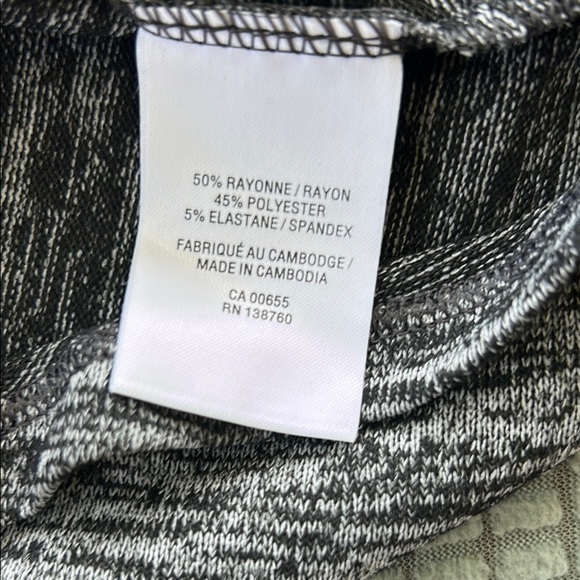 50% RAYONNE / RAYON
45% POLYESTER
5% ELASTANE / SPANDEX
FABRIQUÉ AU CAMBODGE /
MADE IN CAMBODIA
CA 00655
RN 138760